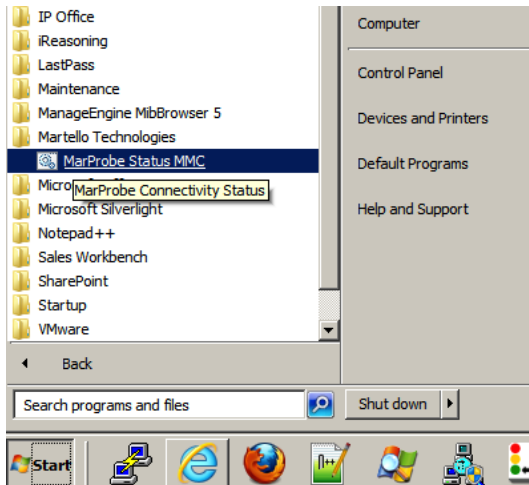 IP Office
iReasoning
LastPass
Maintenance
ManageEngine MibBrowser 5
Martello Technologies
MarProbe Status MMC
Micro
MarProbe Connectivity Status
Microsoft Silverlight
Notepad++
Sales Workbench
SharePoint
Startup
VMware
Back
Search programs and files
Computer
Control Panel
Devices and Printers
Default Programs
Help and Support
Shut down
Start